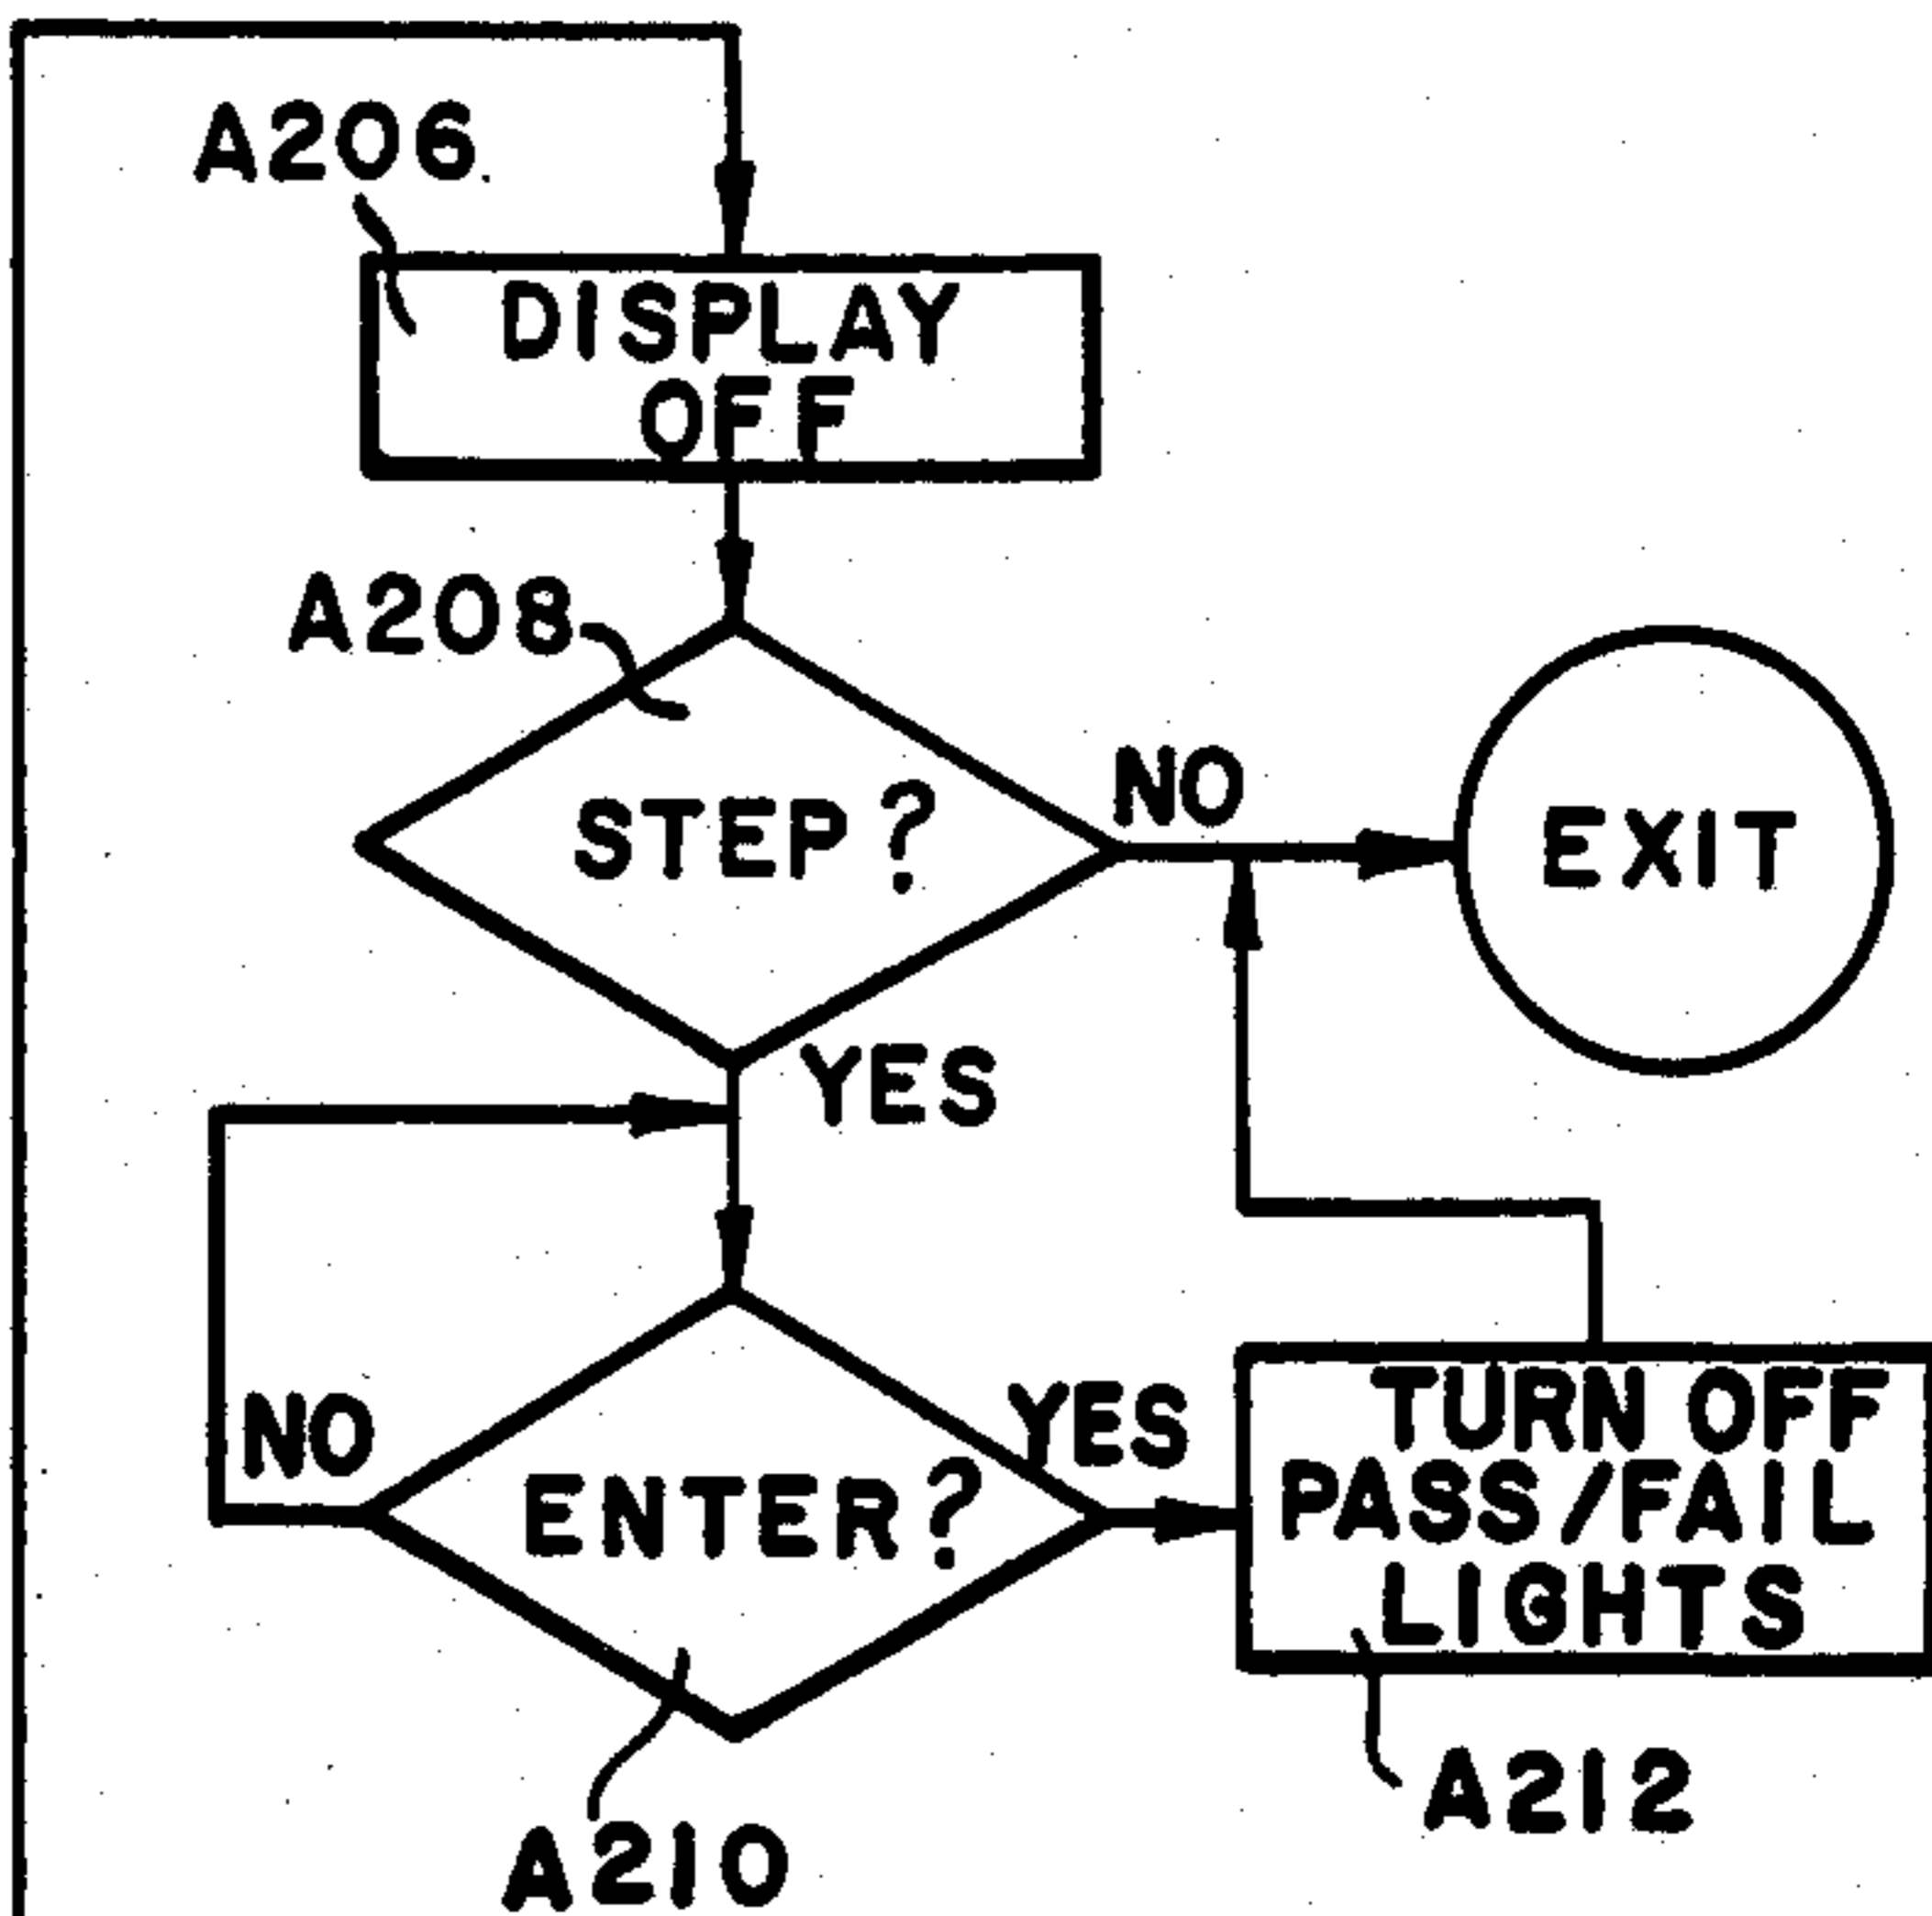 A206
DISPLAY
OFF
A208
STEP?
NO
EXIT
YES
NO
ENTER?
YES
TURN OFF
PASS/FAIL
LIGHTS
A210
A212